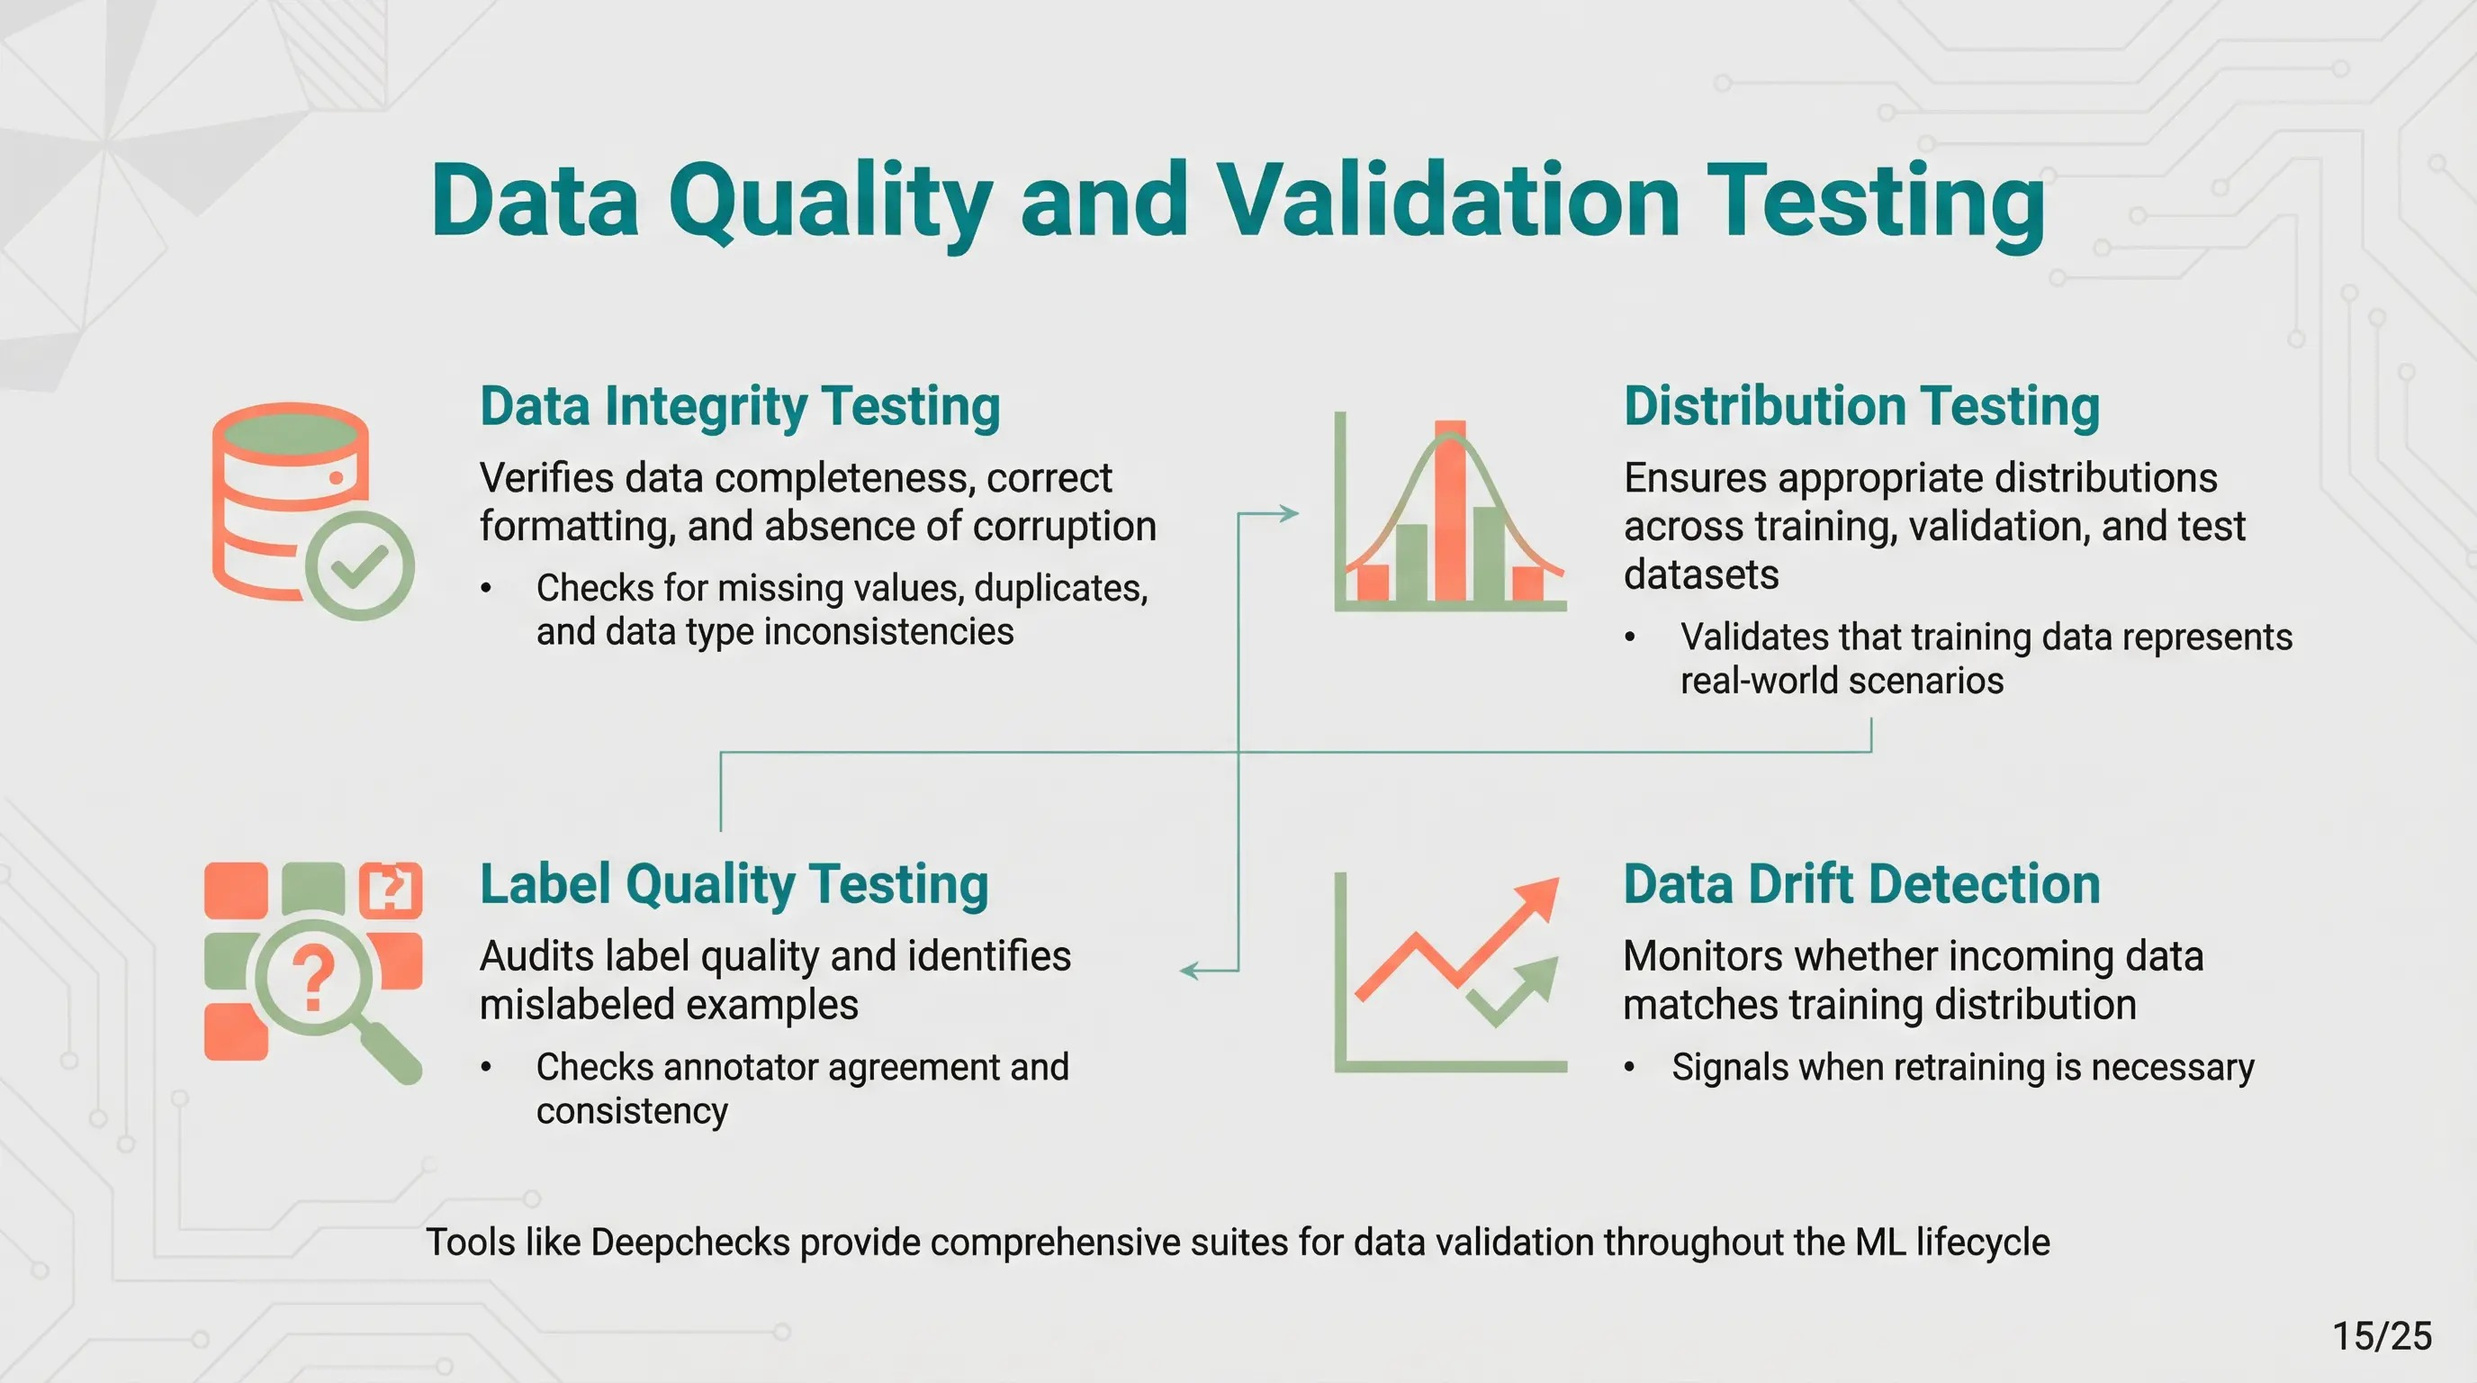 Data Quality and Validation Testing
Data Integrity Testing
Verifies data completeness, correct
formatting, and absence of corruption
• Checks for missing values, duplicates,
and data type inconsistencies
Distribution Testing
Ensures appropriate distributions
across training, validation, and test
datasets
• Validates that training data represents
real-world scenarios
Label Quality Testing
Audits label quality and identifies
mislabeled examples
• Checks annotator agreement and
consistency
?
?
Data Drift Detection
Monitors whether incoming data
matches training distribution
• Signals when retraining is necessary
Tools like Deepchecks provide comprehensive suites for data validation throughout the ML lifecycle
15/25